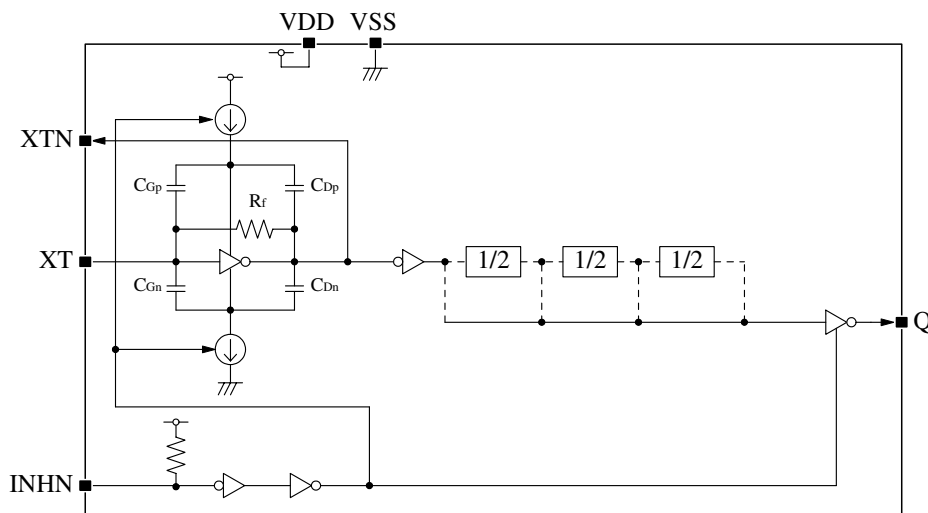 VDD VSS
XTN
CGp CDp
Rf
XT 1/2 1/2 1/2
CGn CDn
Q
INHN